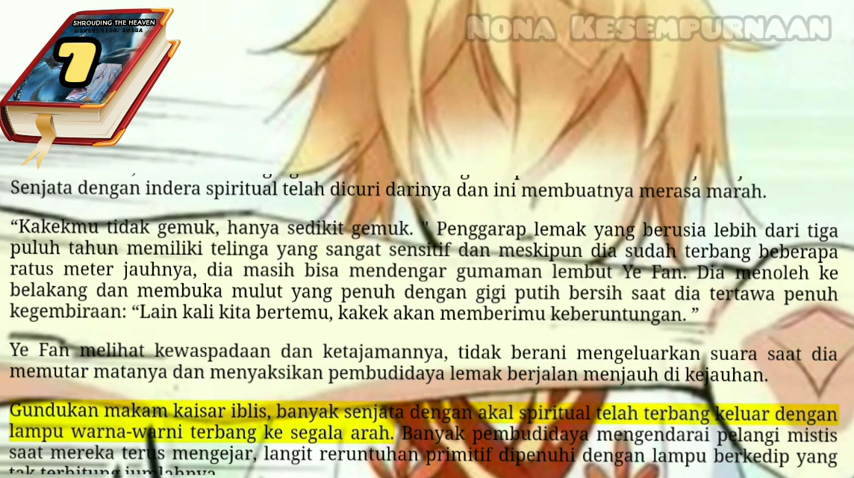 SHROUDING THE HEAVEN
7
Nona Kesempurnaan
Senjata dengan indera spiritual telah dicuri darinya dan ini membuatnya merasa marah.
“Kakekmu tidak gemuk, hanya sedikit gemuk. ” Penggarap lemak yang berusia lebih dari tiga
puluh tahun memiliki telinga yang sangat sensitif dan meskipun dia sudah terbang beberapa
ratus meter jauhnya, dia masih bisa mendengar gumaman lembut Ye Fan. Dia menoleh ke
belakang dan membuka mulut yang penuh dengan gigi putih bersih saat dia tertawa penuh
kegembiraan: “Lain kali kita bertemu, kakek akan memberimu keberuntungan. ”
Ye Fan melihat kewaspadaan dan ketajamannya, tidak berani mengeluarkan suara saat dia
memutar matanya dan menyaksikan pembudidaya lemak berjalan menjauh di kejauhan.
Gundukan makam kaisar iblis, banyak senjata dengan akal spiritual telah terbang keluar dengan
lampu warna-warni terbang ke segala arah. Banyak pembudidaya mengendarai pelangi mistis
saat mereka terus mengejar, langit reruntuhan primitif dipenuhi dengan lampu berkedip yang
tak terhitung jumlahnya